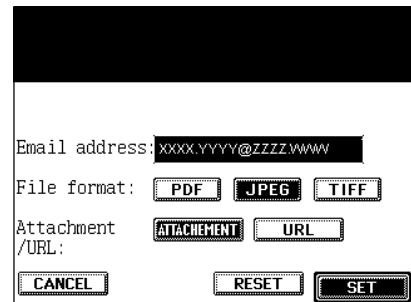 Email address: XXXX.YYYY@ZZZZ.WWW
File format: PDF JPEG TIFF
Attachment ATTACHEMENT URL
/URL:
CANCEL RESET SET